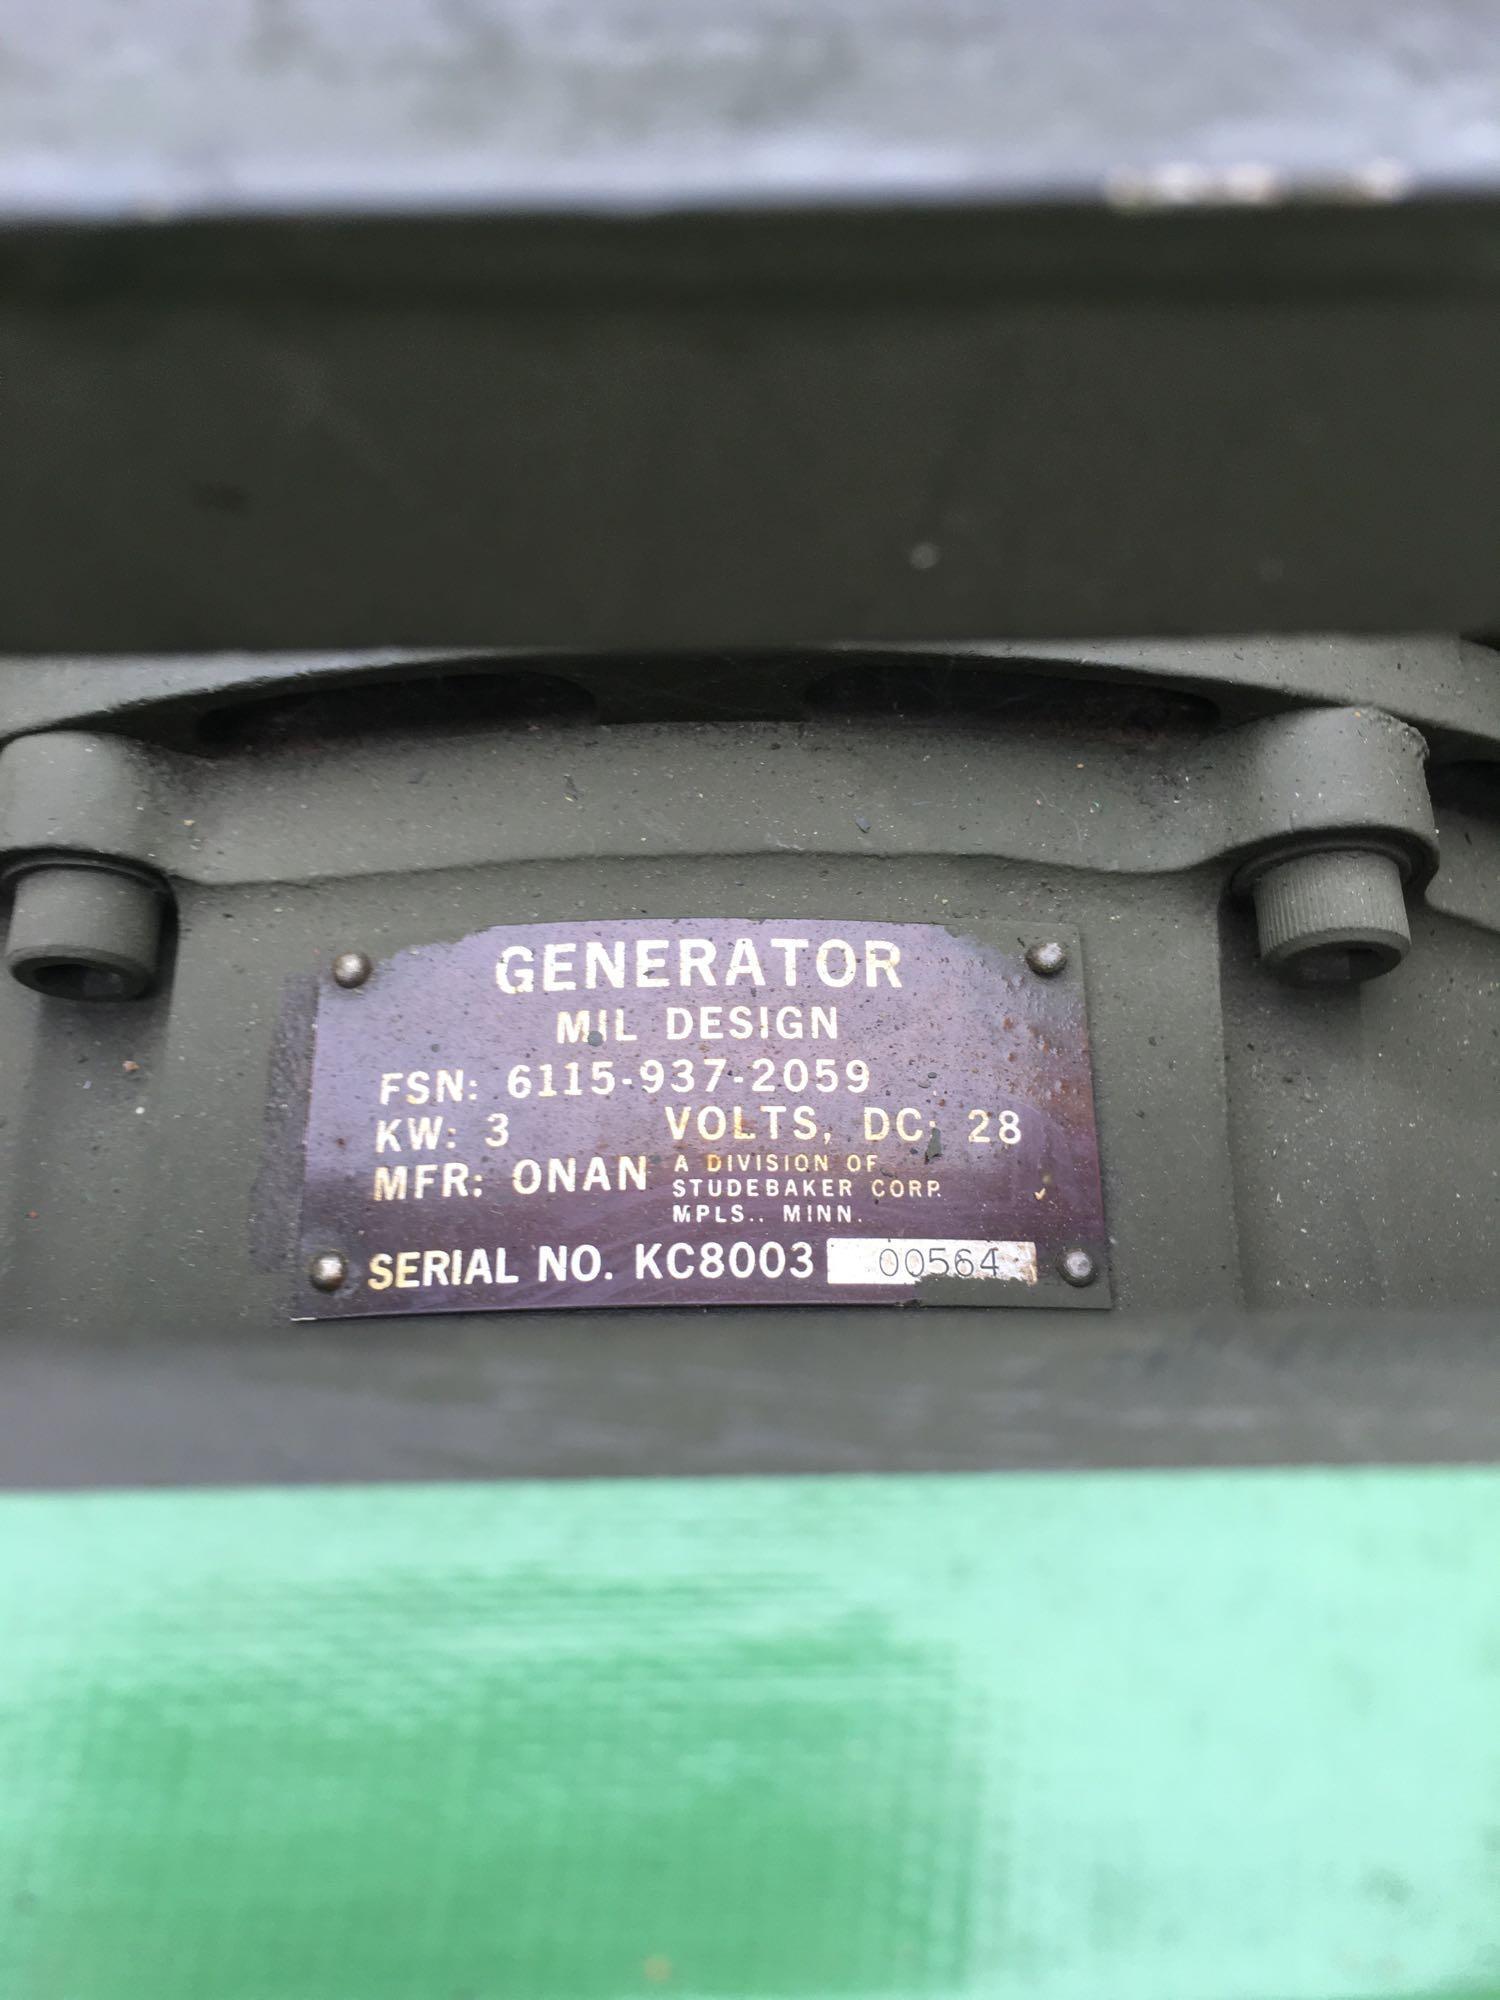 GENERATOR
MIL DESIGN
FSN: 6115-937-2059
KW: 3 VOLTS, DC: 28
MFR: ONAN A DIVISION OF
STUDEBAKER CORP.
MPLS., MINN.
SERIAL NO. KC8003 00564